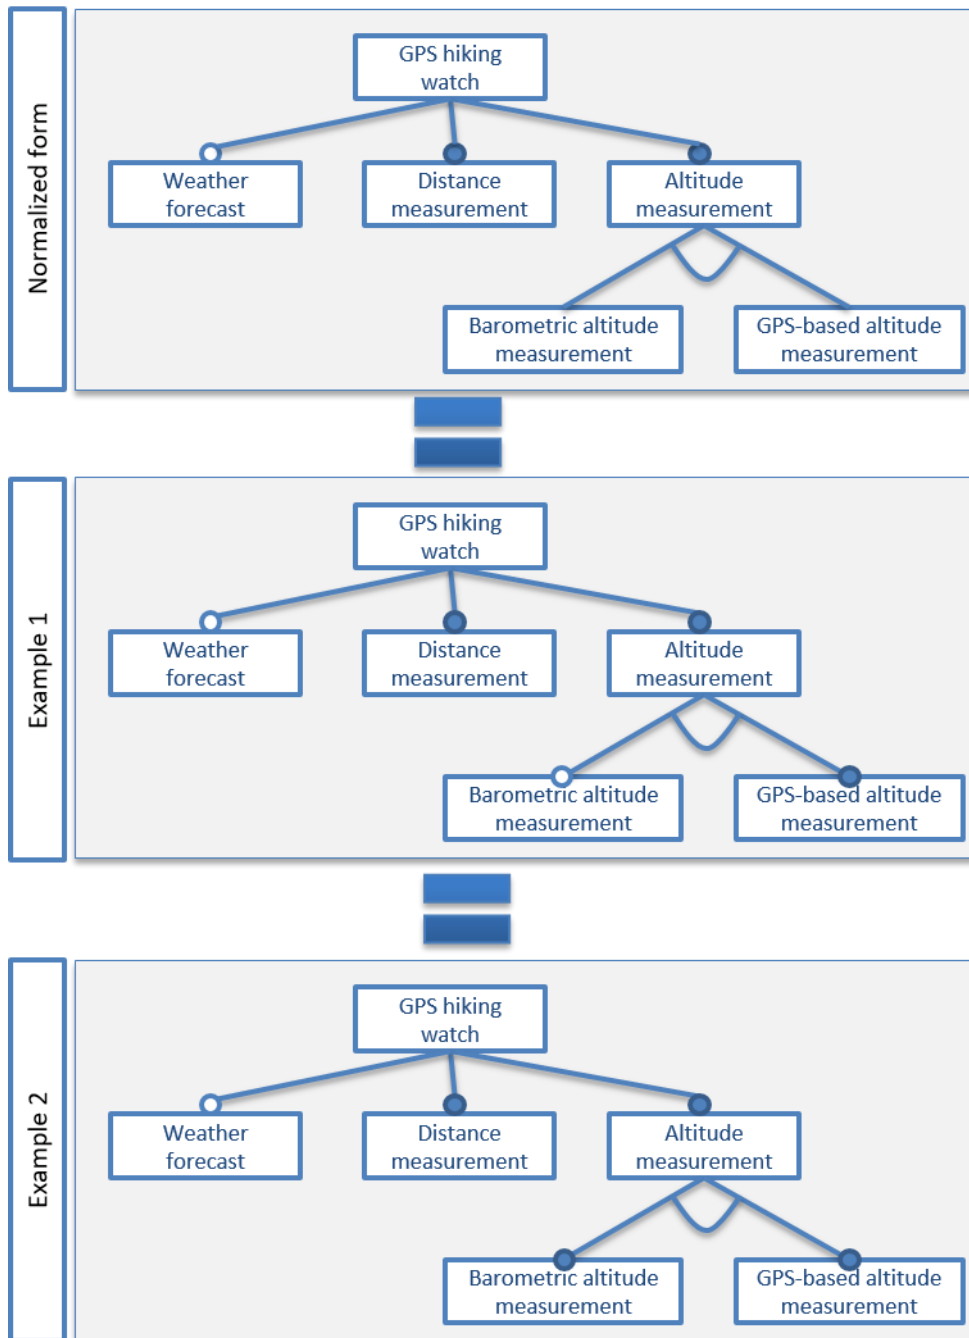 Normalized form
GPS hiking
watch
Weather
forecast
Distance
measurement
Altitude
measurement
Barometric altitude
measurement
GPS-based altitude
measurement
Example 1
GPS hiking
watch
Weather
forecast
Distance
measurement
Altitude
measurement
Barometric altitude
measurement
GPS-based altitude
measurement
Example 2
GPS hiking
watch
Weather
forecast
Distance
measurement
Altitude
measurement
Barometric altitude
measurement
GPS-based altitude
measurement